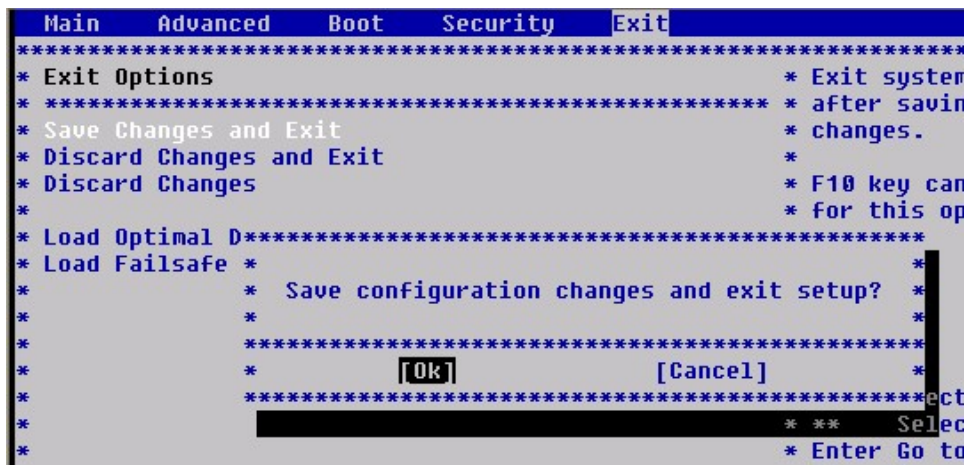 Main Advanced Boot Security Exit
********************************************************************
* Exit Options * Exit system
* *************************************************** * after savin
* Save Changes and Exit * changes.
* Discard Changes and Exit *
* Discard Changes * F10 key can
* * for this op
* Load Optimal D************************************************
* Load Failsafe * *
* * Save configuration changes and exit setup? *
* * *
* ************************************************
* * [Ok] [Cancel] *
* ************************************************ect
* * ** Selec
* * Enter Go to